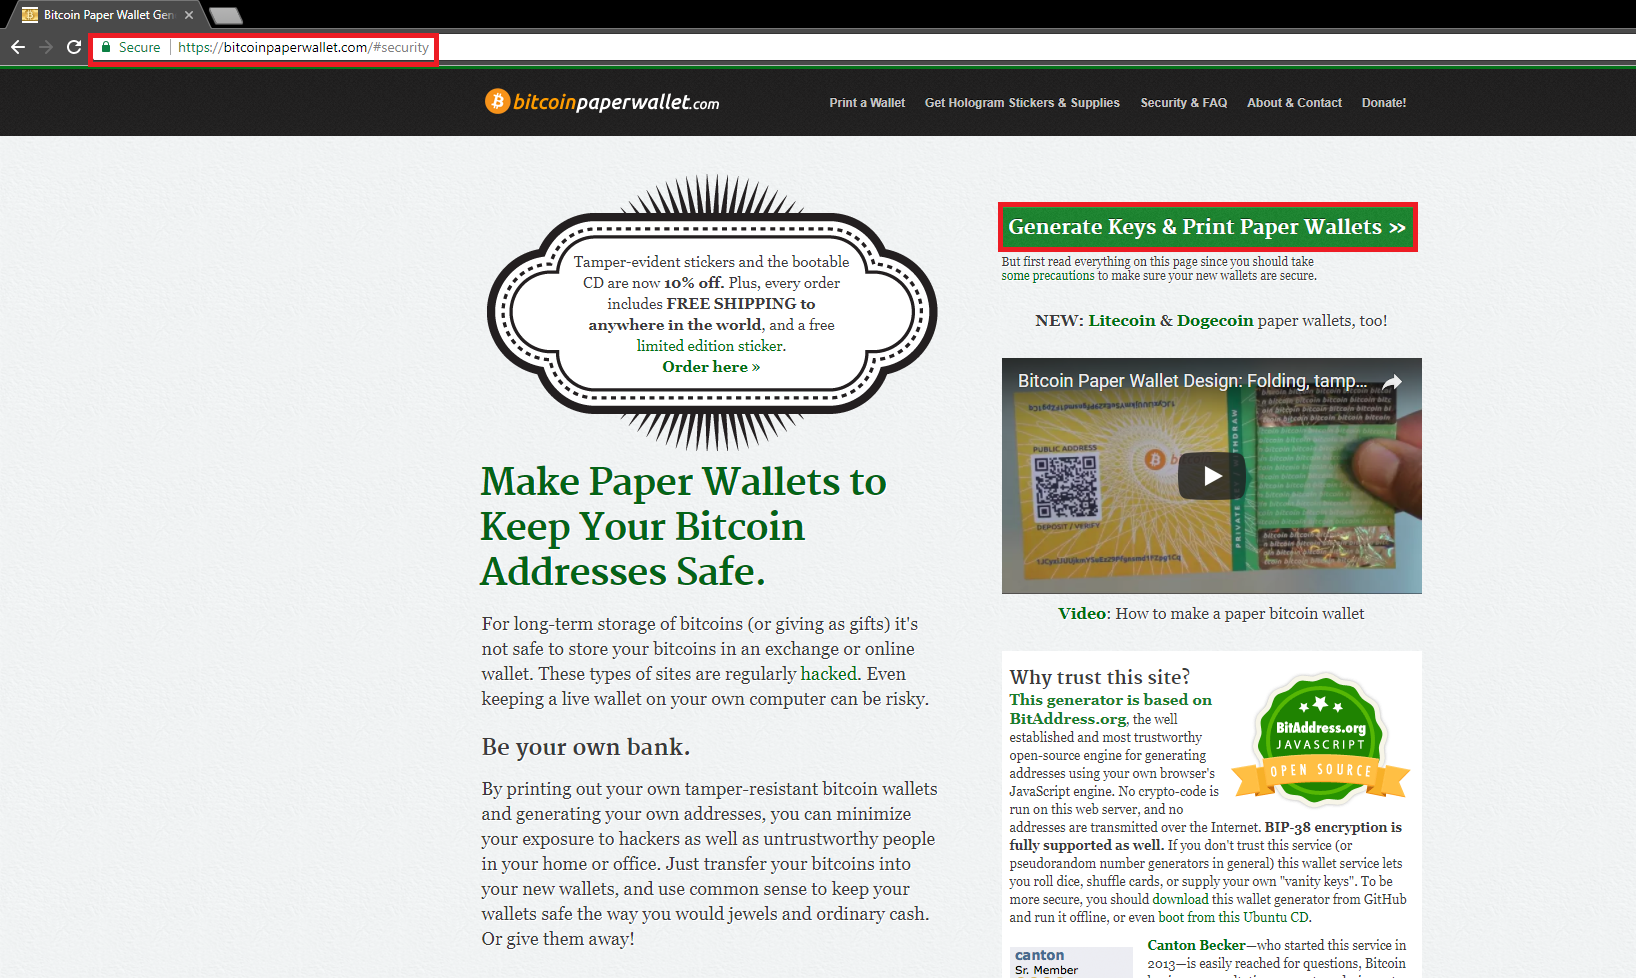 Bitcoin Paper Wallet Gen
Secure
https://bitcoinpaperwallet.com/#security
bitcoinpaperwallet.com
Print a Wallet
Get Hologram Stickers & Supplies
Security & FAQ
About & Contact
Donate!
Tamper-evident stickers and the bootable
CD are now 10% off. Plus, every order
includes FREE SHIPPING to
anywhere in the world, and a free
limited edition sticker.
Order here »
Make Paper Wallets to
Keep Your Bitcoin
Addresses Safe.
For long-term storage of bitcoins (or giving as gifts) it's
not safe to store your bitcoins in an exchange or online
wallet. These types of sites are regularly hacked. Even
keeping a live wallet on your own computer can be risky.
Be your own bank.
By printing out your own tamper-resistant bitcoin wallets
and generating your own addresses, you can minimize
your exposure to hackers as well as untrustworthy people
in your home or office. Just transfer your bitcoins into
your new wallets, and use common sense to keep your
wallets safe the way you would jewels and ordinary cash.
Or give them away!
Generate Keys & Print Paper Wallets »
But first read everything on this page since you should take
some precautions to make sure your new wallets are secure.
NEW: Litecoin & Dogecoin paper wallets, too!
Bitcoin Paper Wallet Design: Folding, tamp...
PUBLIC ADDRESS
DEPOSIT / VERIFY
Video: How to make a paper bitcoin wallet
Why trust this site?
This generator is based on
BitAddress.org, the well
established and most trustworthy
open-source engine for generating
addresses using your own browser's
JavaScript engine. No crypto-code is
run on this web server, and no
addresses are transmitted over the Internet. BIP-38 encryption is
fully supported as well. If you don't trust this service (or
pseudorandom number generators in general) this wallet service lets
you roll dice, shuffle cards, or supply your own "vanity keys". To be
more secure, you should download this wallet generator from GitHub
and run it offline, or even boot from this Ubuntu CD.
BitAddress.org
JAVASCRIPT
OPEN SOURCE
canton
Sr. Member
Canton Becker—who started this service in
2013—is easily reached for questions, Bitcoin